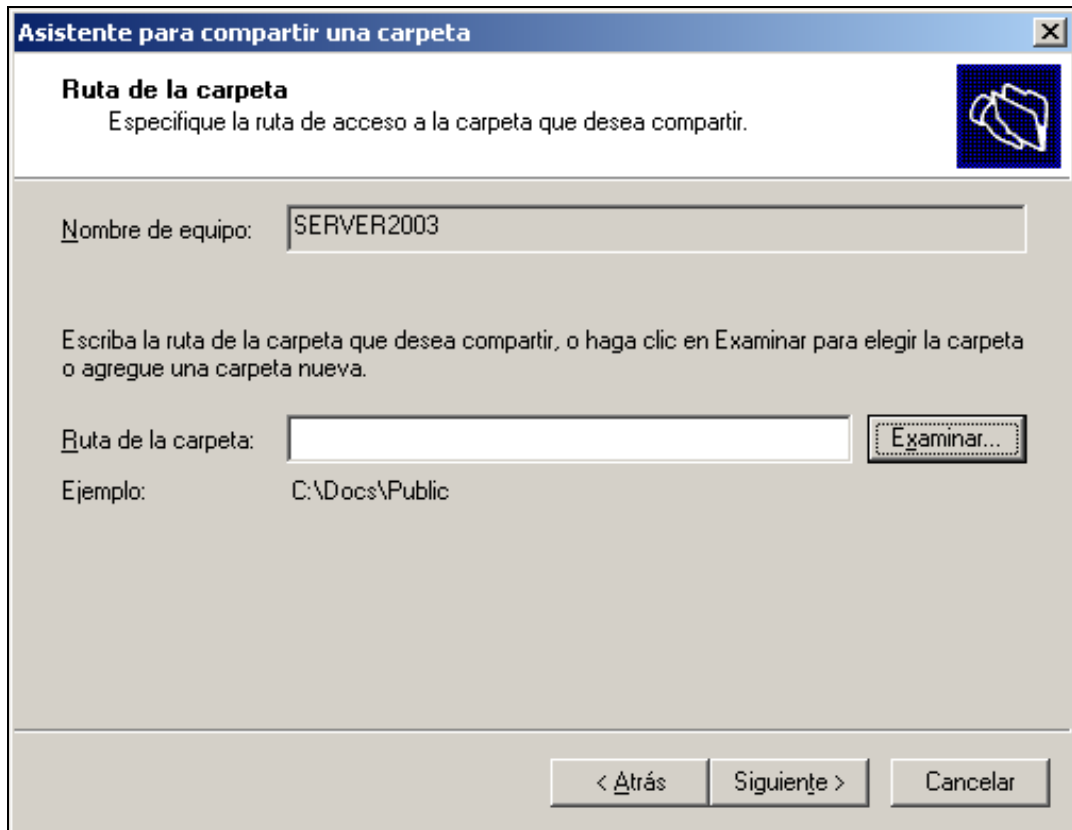 Asistente para compartir una carpeta
Ruta de la carpeta
Especifique la ruta de acceso a la carpeta que desea compartir.
Nombre de equipo: SERVER2003
Escriba la ruta de la carpeta que desea compartir, o haga clic en Examinar para elegir la carpeta
o agregue una carpeta nueva.
Ruta de la carpeta: Examinar...
Ejemplo: C:\Docs\Public
< Atrás Siguiente > Cancelar